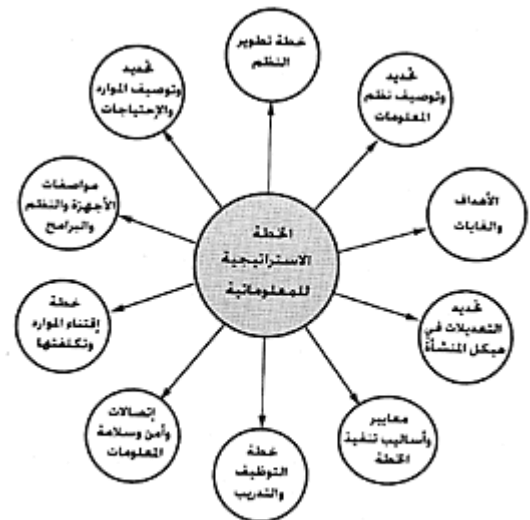 الخطة
الاستراتيجية
للمعلوماتية
خطة تطوير
النظم
تحديد
وتوصيف نظم
المعلومات
الأهداف
والغايات
تحديد
التعديلات في
هيكل المنشأة
معايير
وأساليب تنفيذ
الخطة
خطة
التوظيف
والتدريب
إتصالات
وأمن وسلامة
المعلومات
خطة
إقتناء الموارد
وتكلفتها
مواصفات
الأجهزة والنظم
والبرامج
تحديد
وتوصيف الموارد
والإحتياجات